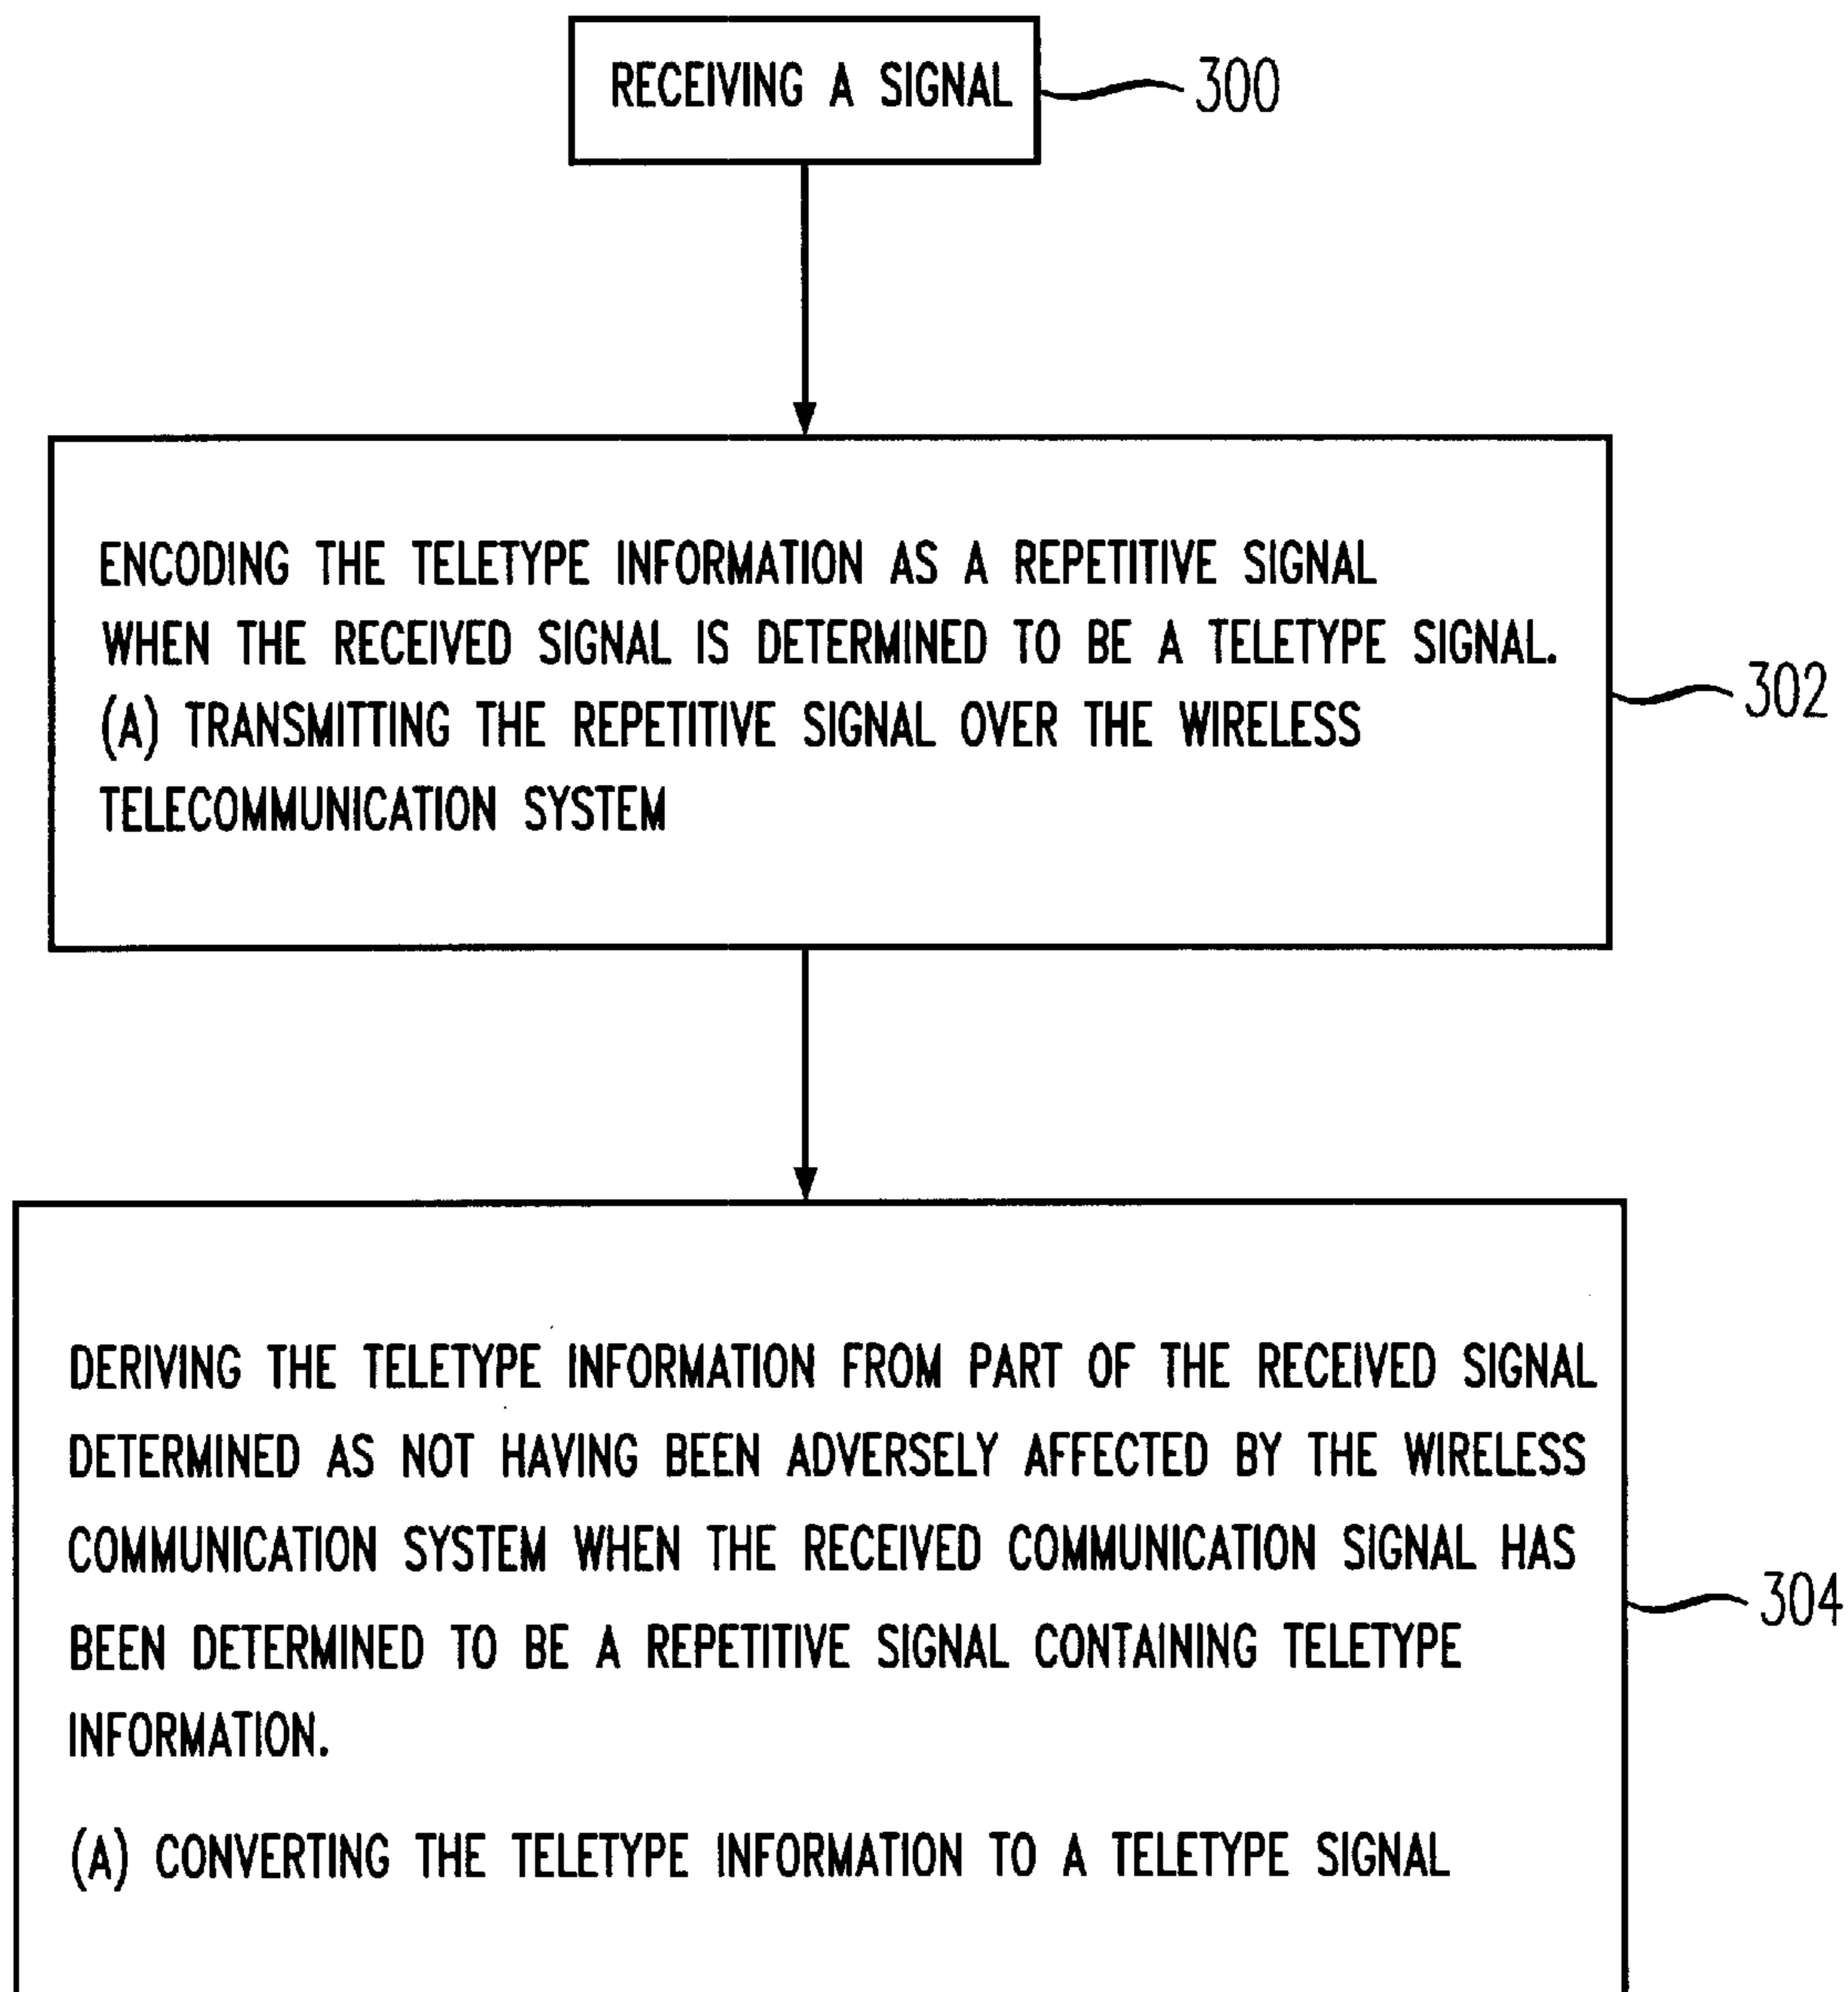 RECEIVING A SIGNAL
300
ENCODING THE TELETYPE INFORMATION AS A REPETITIVE SIGNAL
WHEN THE RECEIVED SIGNAL IS DETERMINED TO BE A TELETYPE SIGNAL.
(A) TRANSMITTING THE REPETITIVE SIGNAL OVER THE WIRELESS
TELECOMMUNICATION SYSTEM
302
DERIVING THE TELETYPE INFORMATION FROM PART OF THE RECEIVED SIGNAL
DETERMINED AS NOT HAVING BEEN ADVERSELY AFFECTED BY THE WIRELESS
COMMUNICATION SYSTEM WHEN THE RECEIVED COMMUNICATION SIGNAL HAS
BEEN DETERMINED TO BE A REPETITIVE SIGNAL CONTAINING TELETYPE
INFORMATION.
304
(A) CONVERTING THE TELETYPE INFORMATION TO A TELETYPE SIGNAL